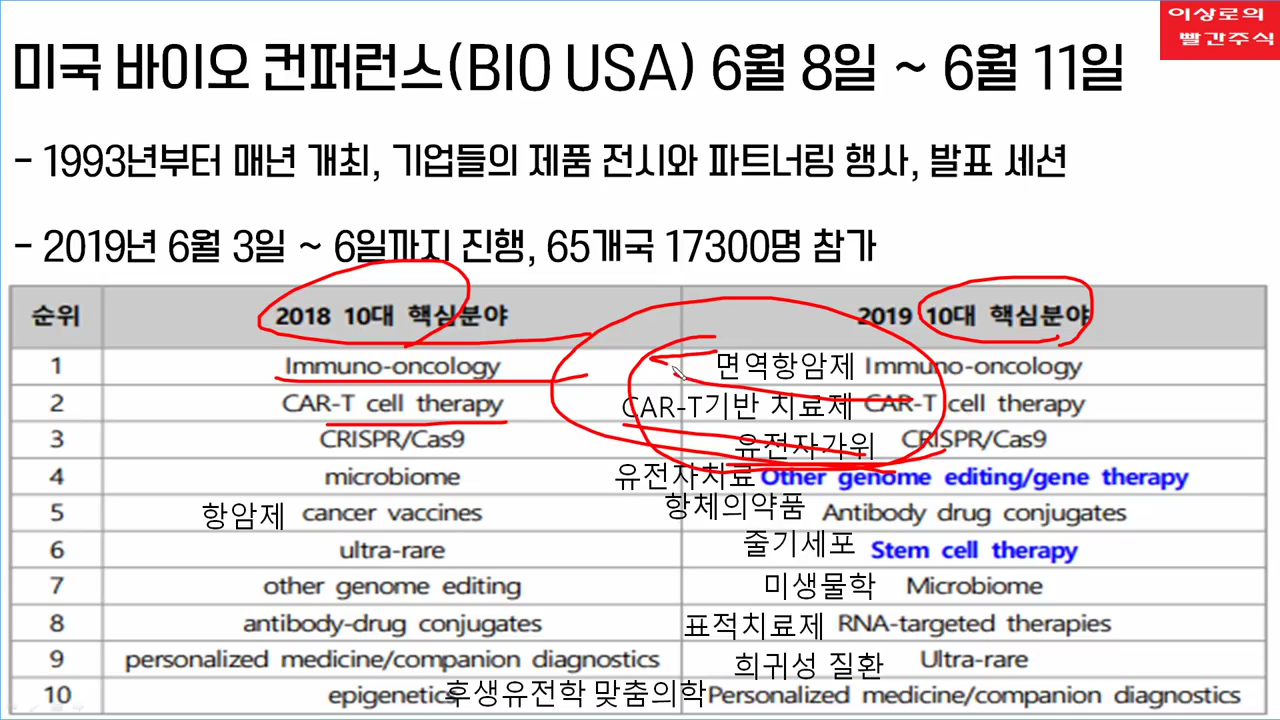 이상로의
빨간주식
미국 바이오 컨퍼런스(BIO USA) 6월 8일 ~ 6월 11일
- 1993년부터 매년 개최, 기업들의 제품 전시와 파트너링 행사, 발표 세션
- 2019년 6월 3일 ~ 6일까지 진행, 65개국 17300명 참가
순위 2018 10대 핵심분야 2019 10대 핵심분야
1 Immuno-oncology 면역항암제 Immuno-oncology
2 CAR-T cell therapy CAR-T기반 치료제 CAR-T cell therapy
3 CRISPR/Cas9 유전자가위 CRISPR/Cas9
4 microbiome 유전자치료 Other genome editing/gene therapy
5 항암제 cancer vaccines 항체의약품 Antibody drug conjugates
6 ultra-rare 줄기세포 Stem cell therapy
7 other genome editing 미생물학 Microbiome
8 antibody-drug conjugates 표적치료제 RNA-targeted therapies
9 personalized medicine/companion diagnostics 희귀성 질환 Ultra-rare
10 epigenetics 후생유전학 맞춤의학 Personalized medicine/companion diagnostics